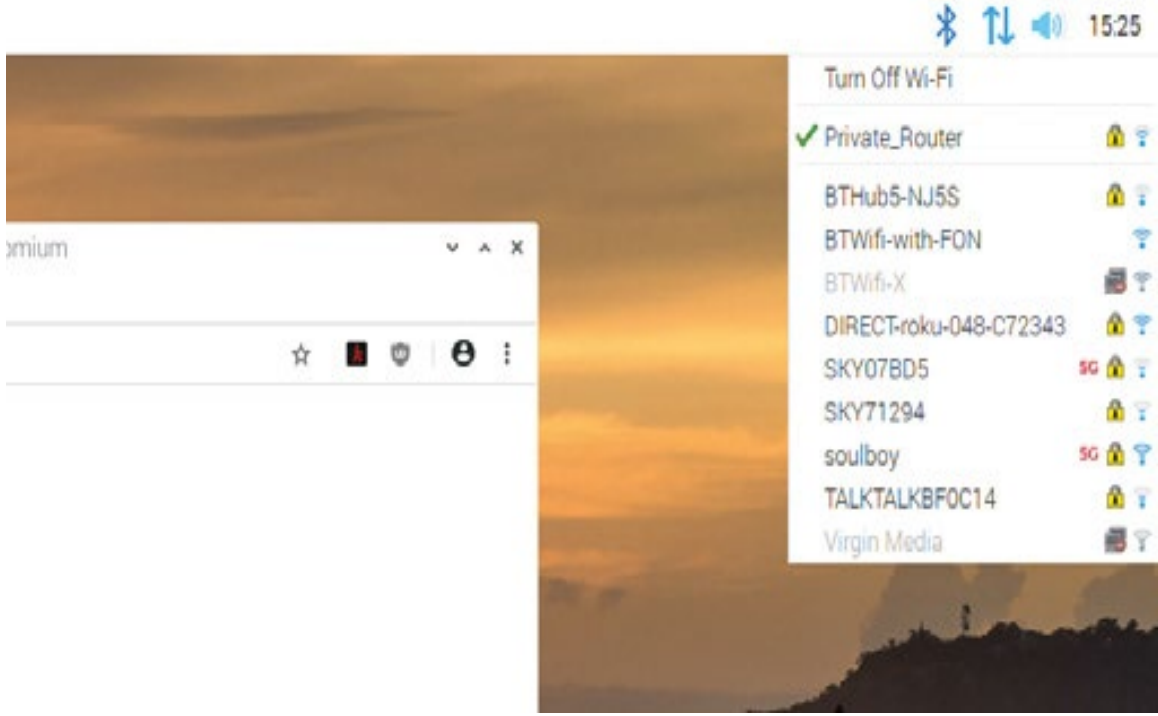 15:25
Turn Off Wi-Fi
Private_Router
BTHub5-NJ5S
BTWifi-with-FON
BTWifi-X
DIRECT-roku-048-C72343
5G
SKY07BD5
SKY71294
soulboy 5G
TALKTALKBF0C14
Virgin Media
omium